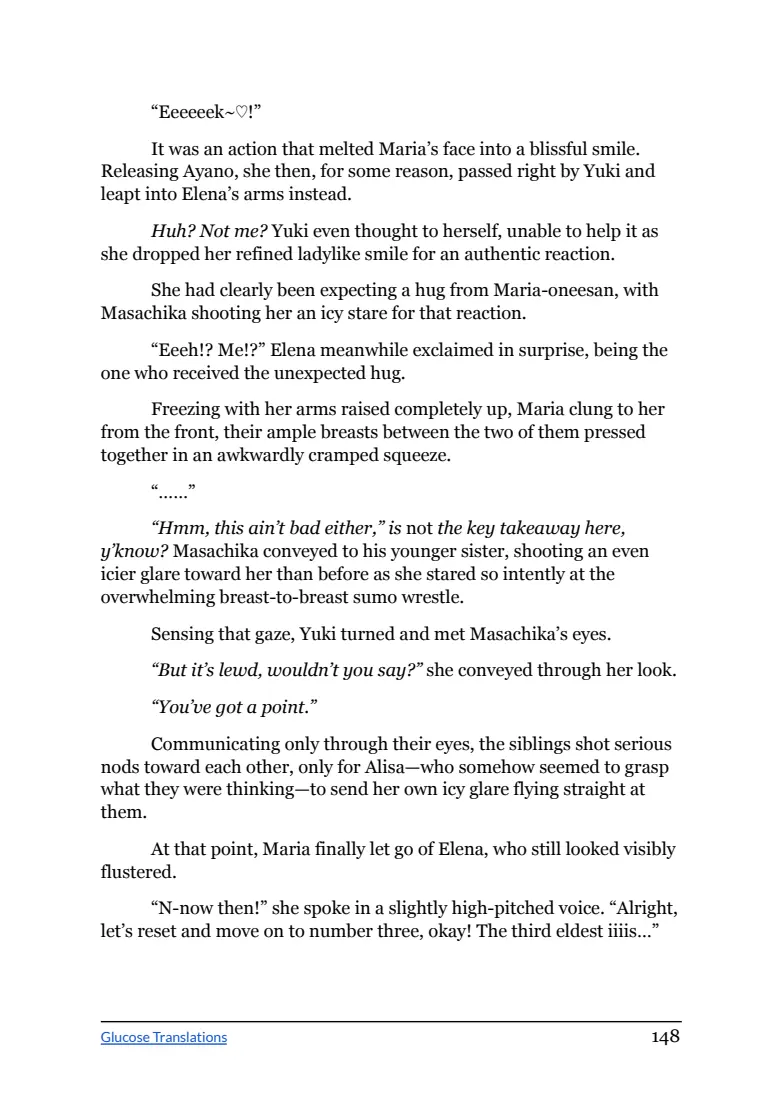 “Eeeeeek~♡!”
It was an action that melted Maria’s face into a blissful smile.
Releasing Ayano, she then, for some reason, passed right by Yuki and
leapt into Elena’s arms instead.
Huh? Not me? Yuki even thought to herself, unable to help it as
she dropped her refined ladylike smile for an authentic reaction.
She had clearly been expecting a hug from Maria-oneesan, with
Masachika shooting her an icy stare for that reaction.
“Eeeh!? Me!?” Elena meanwhile exclaimed in surprise, being the
one who received the unexpected hug.
Freezing with her arms raised completely up, Maria clung to her
from the front, their ample breasts between the two of them pressed
together in an awkwardly cramped squeeze.
“……”
“Hmm, this ain’t bad either,” is not the key takeaway here,
y’know? Masachika conveyed to his younger sister, shooting an even
icier glare toward her than before as she stared so intently at the
overwhelming breast-to-breast sumo wrestle.
Sensing that gaze, Yuki turned and met Masachika’s eyes.
“But it’s lewd, wouldn’t you say?” she conveyed through her look.
“You’ve got a point.”
Communicating only through their eyes, the siblings shot serious
nods toward each other, only for Alisa—who somehow seemed to grasp
what they were thinking—to send her own icy glare flying straight at
them.
At that point, Maria finally let go of Elena, who still looked visibly
flustered.
“N-now then!” she spoke in a slightly high-pitched voice. “Alright,
let’s reset and move on to number three, okay! The third eldest iiiis…”
Glucose Translations
148